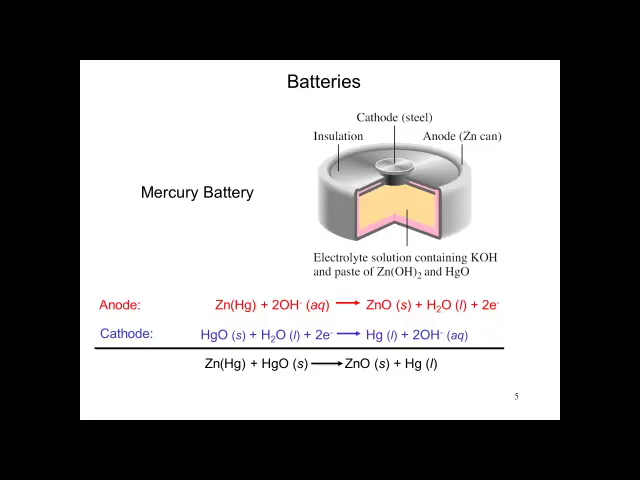 Batteries
Cathode (steel)
Insulation
Anode (Zn can)
Mercury Battery
Electrolyte solution containing KOH
and paste of Zn(OH)₂ and HgO
Anode: Zn(Hg) + 2OH⁻ (aq) ⟶ ZnO (s) + H₂O (l) + 2e⁻
Cathode: HgO (s) + H₂O (l) + 2e⁻ ⟶ Hg (l) + 2OH⁻ (aq)
Zn(Hg) + HgO (s) ⟶ ZnO (s) + Hg (l)
5